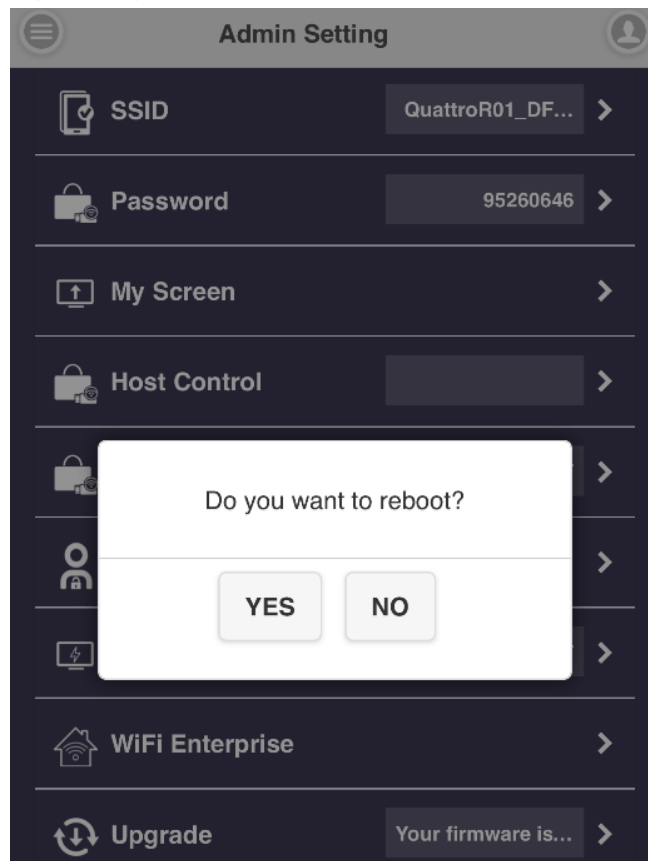 Admin Setting
SSID
QuattroR01_DF...
Password
95260646
My Screen
Host Control
Do you want to reboot?
YES
NO
WiFi Enterprise
Upgrade
Your firmware is...